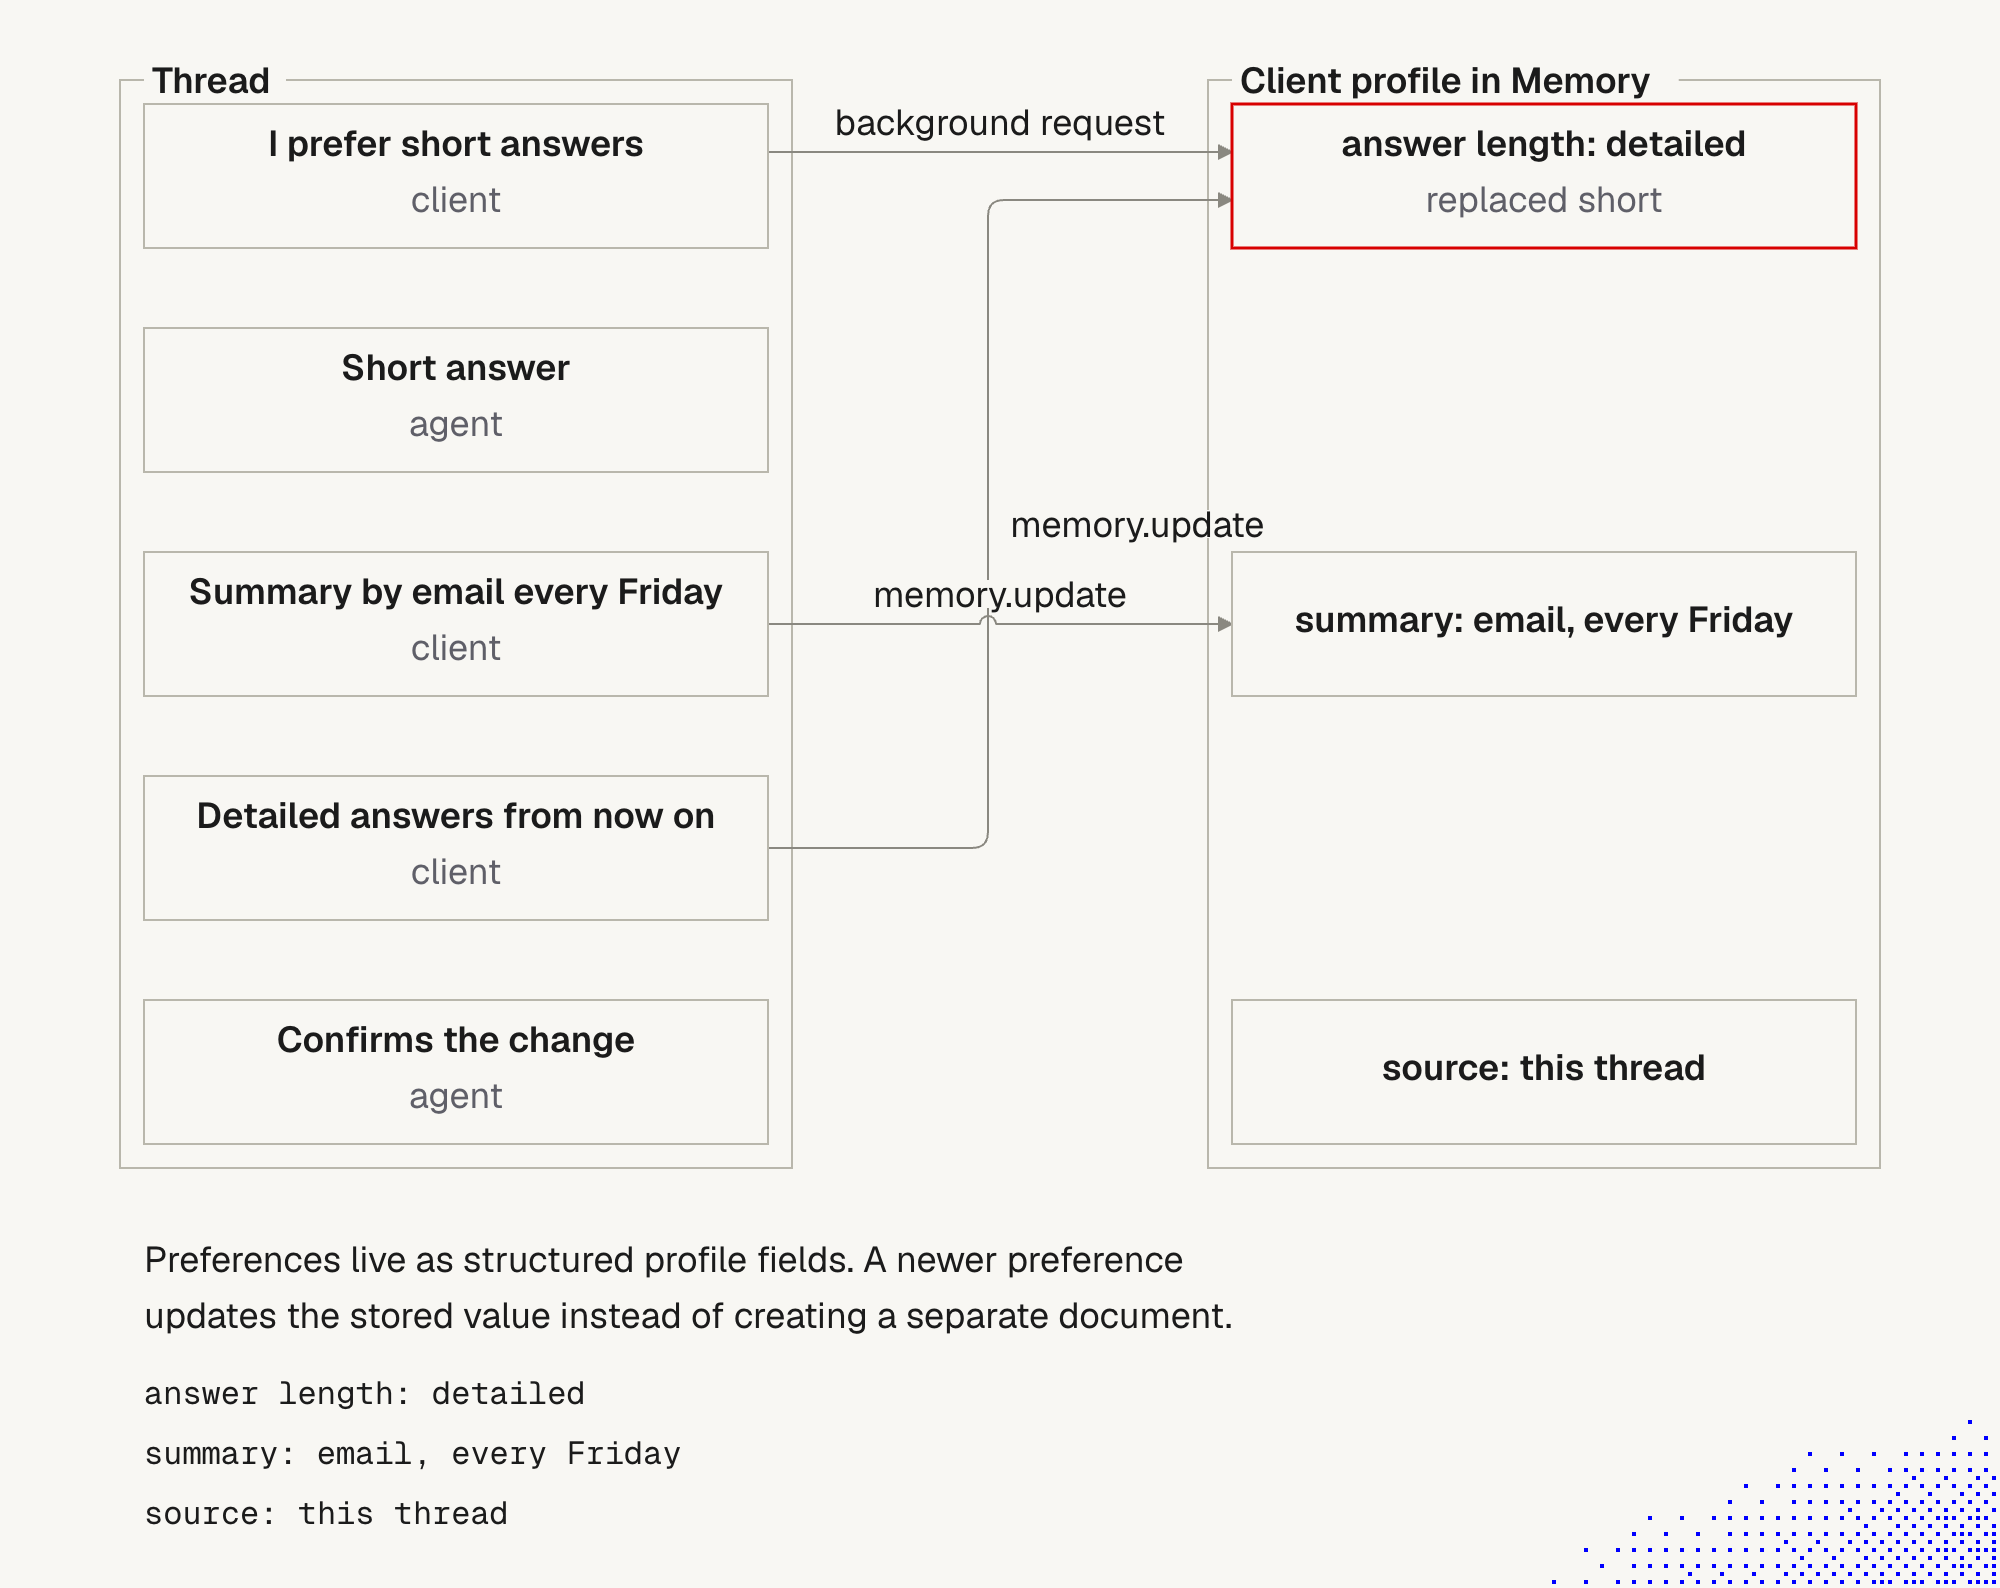 Thread
I prefer short answers
client
Short answer
agent
Summary by email every Friday
client
Detailed answers from now on
client
Confirms the change
agent
background request
memory.update
memory.update
Client profile in Memory
answer length: detailed
replaced short
summary: email, every Friday
source: this thread
Preferences live as structured profile fields. A newer preference
updates the stored value instead of creating a separate document.
answer length: detailed
summary: email, every Friday
source: this thread